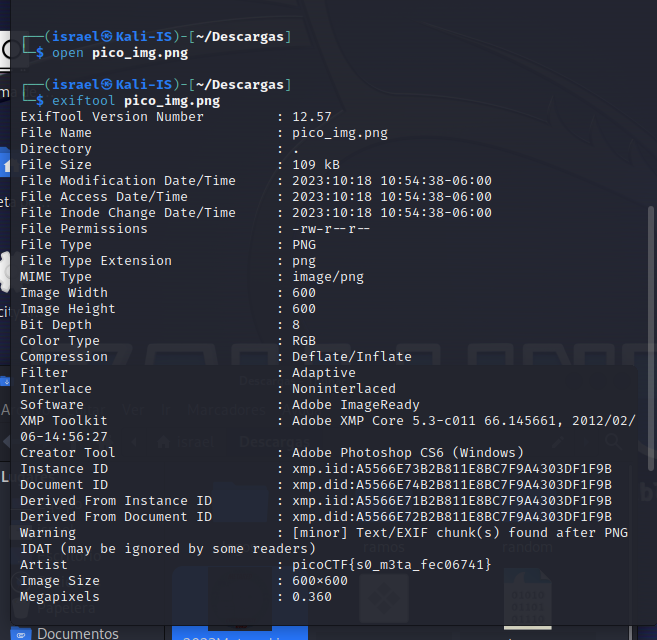 ┌──(israel㉿Kali-IS)-[~/Descargas]
└─$ open pico_img.png
┌──(israel㉿Kali-IS)-[~/Descargas]
└─$ exiftool pico_img.png
ExifTool Version Number         : 12.57
File Name                       : pico_img.png
Directory                       : .
File Size                       : 109 kB
File Modification Date/Time     : 2023:10:18 10:54:38-06:00
File Access Date/Time           : 2023:10:18 10:54:38-06:00
File Inode Change Date/Time     : 2023:10:18 10:54:38-06:00
File Permissions                : -rw-r--r--
File Type                       : PNG
File Type Extension             : png
MIME Type                       : image/png
Image Width                     : 600
Image Height                    : 600
Bit Depth                       : 8
Color Type                      : RGB
Compression                     : Deflate/Inflate
Filter                          : Adaptive
Interlace                       : Noninterlaced
Software                        : Adobe ImageReady
XMP Toolkit                     : Adobe XMP Core 5.3-c011 66.145661, 2012/02/
06-14:56:27
Creator Tool                    : Adobe Photoshop CS6 (Windows)
Instance ID                     : xmp.iid:A5566E73B2B811E8BC7F9A4303DF1F9B
Document ID                     : xmp.did:A5566E74B2B811E8BC7F9A4303DF1F9B
Derived From Instance ID        : xmp.iid:A5566E71B2B811E8BC7F9A4303DF1F9B
Derived From Document ID        : xmp.did:A5566E72B2B811E8BC7F9A4303DF1F9B
Warning                         : [minor] Text/EXIF chunk(s) found after PNG
IDAT (may be ignored by some readers)
Artist                          : picoCTF{s0_m3ta_fec06741}
Image Size                      : 600×600
Megapixels                      : 0.360
Papelera
Documentos
random